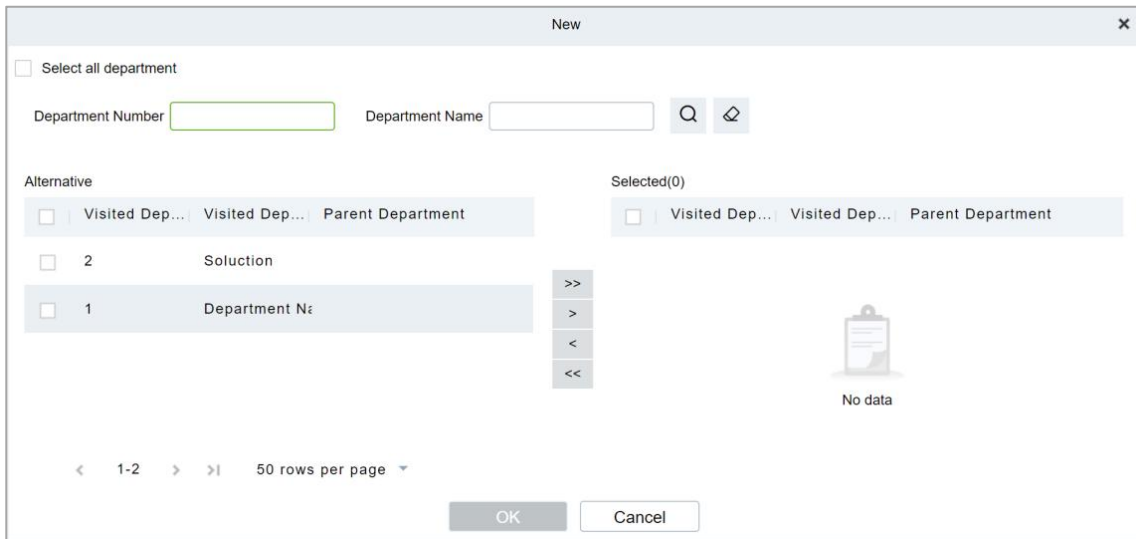 New
Select all department
Department Number Department Name
Alternative Selected(0)
Visited Dep... Visited Dep... Parent Department Visited Dep... Visited Dep... Parent Department
2 Soluction
>>
1 Department Na
>
<
<<
No data
1-2 50 rows per page
OK Cancel